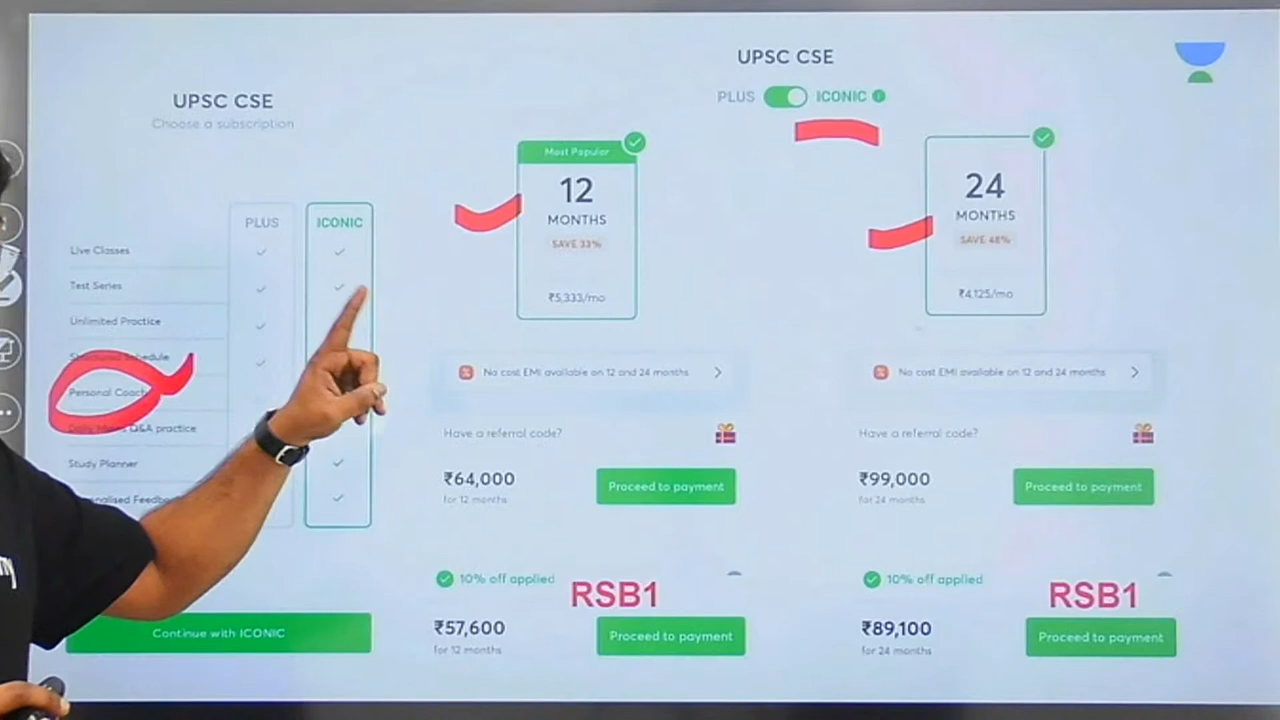 UPSC CSE
Choose a subscription
PLUS
ICONIC
Live Classes
Test Series
Unlimited Practice
Structured Schedule
Personal Coach
Q&A practice
Study Planner
Feedback
Continue with ICONIC
UPSC CSE
PLUS ICONIC
Most Popular
12
MONTHS
SAVE 33%
₹5,333/mo
No cost EMI available on 12 and 24 months
Have a referral code?
₹64,000
for 12 months
Proceed to payment
10% off applied
RSB1
₹57,600
for 12 months
Proceed to payment
24
MONTHS
SAVE 48%
₹4,125/mo
No cost EMI available on 12 and 24 months
Have a referral code?
₹99,000
for 24 months
Proceed to payment
10% off applied
RSB1
₹89,100
for 24 months
Proceed to payment